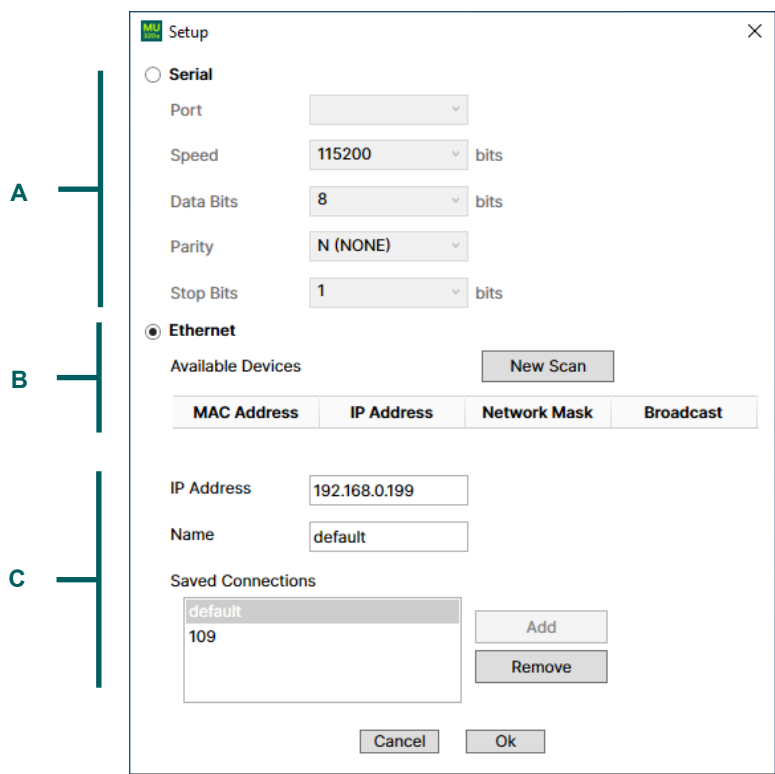 MU
320e
Setup
Serial
Port
Speed 115200 bits
Data Bits 8 bits
A
Parity N (NONE)
Stop Bits 1 bits
Ethernet
Available Devices New Scan
B
MAC Address IP Address Network Mask Broadcast
IP Address 192.168.0.199
Name default
C
Saved Connections
default
109
Add
Remove
Cancel Ok